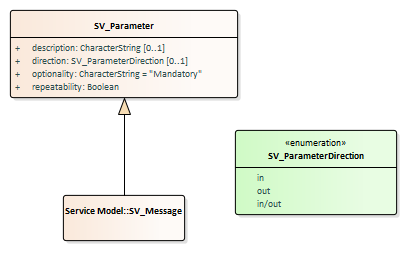 SV_Parameter
+ description: CharacterString [0..1]
+ direction: SV_ParameterDirection [0..1]
+ optionality: CharacterString = "Mandatory"
+ repeatability: Boolean
«enumeration»
SV_ParameterDirection
in
out
in/out
Service Model::SV_Message